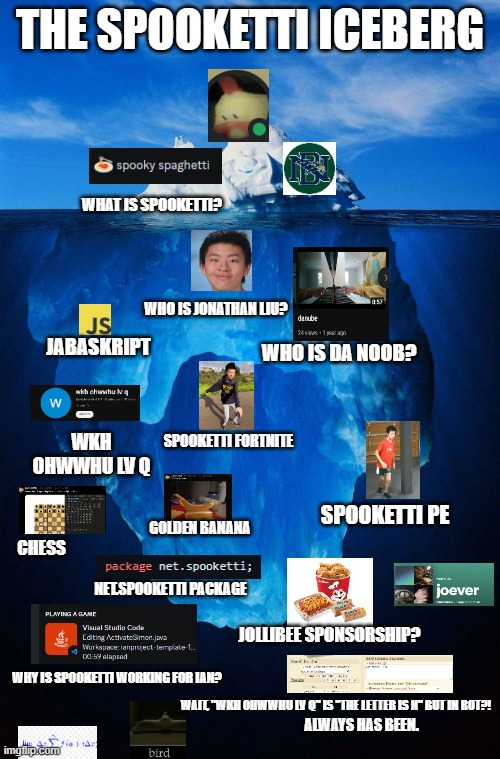 THE SPOOKETTI ICEBERG
spooky spaghetti
NB
WHAT IS SPOOKETTI?
WHO IS JONATHAN LIU?
0:57
danube
24 views • 1 year ago
JS
JABASKRIPT
WHO IS DA NOOB?
W
wkh ohwwhu lv q
WKH
OHWWHU LV Q
SPOOKETTI FORTNITE
SPOOKETTI PE
GOLDEN BANANA
CHESS
package net.spooketti;
NET.SPOOKETTI PACKAGE
joever
JOLLIBEE SPONSORSHIP?
PLAYING A GAME
Visual Studio Code
Editing ActivateSimon.java
Workspace: ianproject-template-1...
00:59 elapsed
WHY IS SPOOKETTI WORKING FOR IAN?
WAIT, "WKH OHWWHU LV Q" IS "THE LETTER IS N" BUT IN ROT?!
ALWAYS HAS BEEN.
bird
imgflip.com